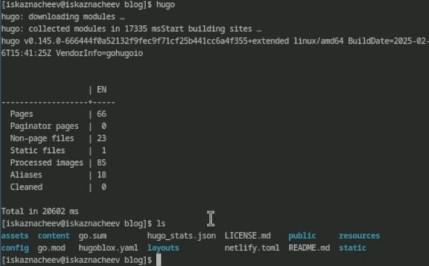 [iskaznacheev@iskaznacheev blog]$ hugo
hugo: downloading modules …
hugo: collected modules in 17335 msStart building sites …
hugo v0.145.0-666444f0a52132f9fec9f71cf25b441cc6a4f355+extended linux/amd64 BuildDate=2025-02-
6T15:41:25Z VendorInfo=gohugoio
| EN
-------------------+-----
Pages | 66
Paginator pages | 0
Non-page files | 23
Static files | 1
Processed images | 85
Aliases | 18
Cleaned | 0
Total in 20602 ms
[iskaznacheev@iskaznacheev blog]$ ls
assets content go.sum hugo_stats.json LICENSE.md public resources
config go.mod hugoblox.yaml layouts netlify.toml README.md static
[iskaznacheev@iskaznacheev blog]$